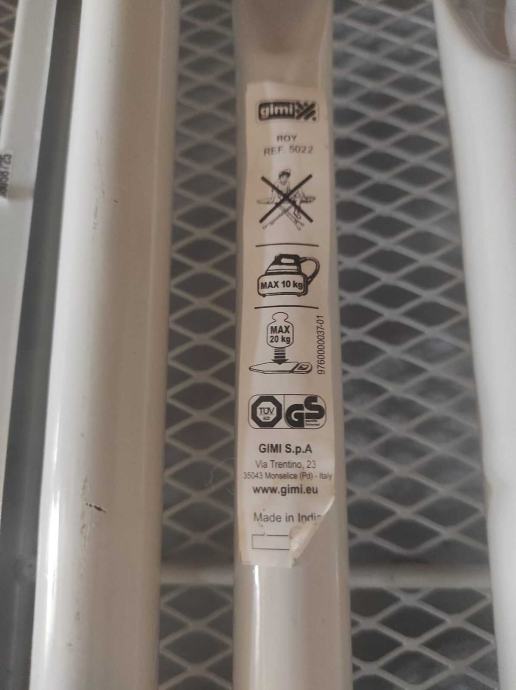 gimi
ROY
REF. 5022
MAX 10 kg
MAX
20 kg
9760000037-01
TÜV
GS
GIMI S.p.A
Via Trentino, 23
35043 Monselice (Pd) - Italy
www.gimi.eu
Made in India